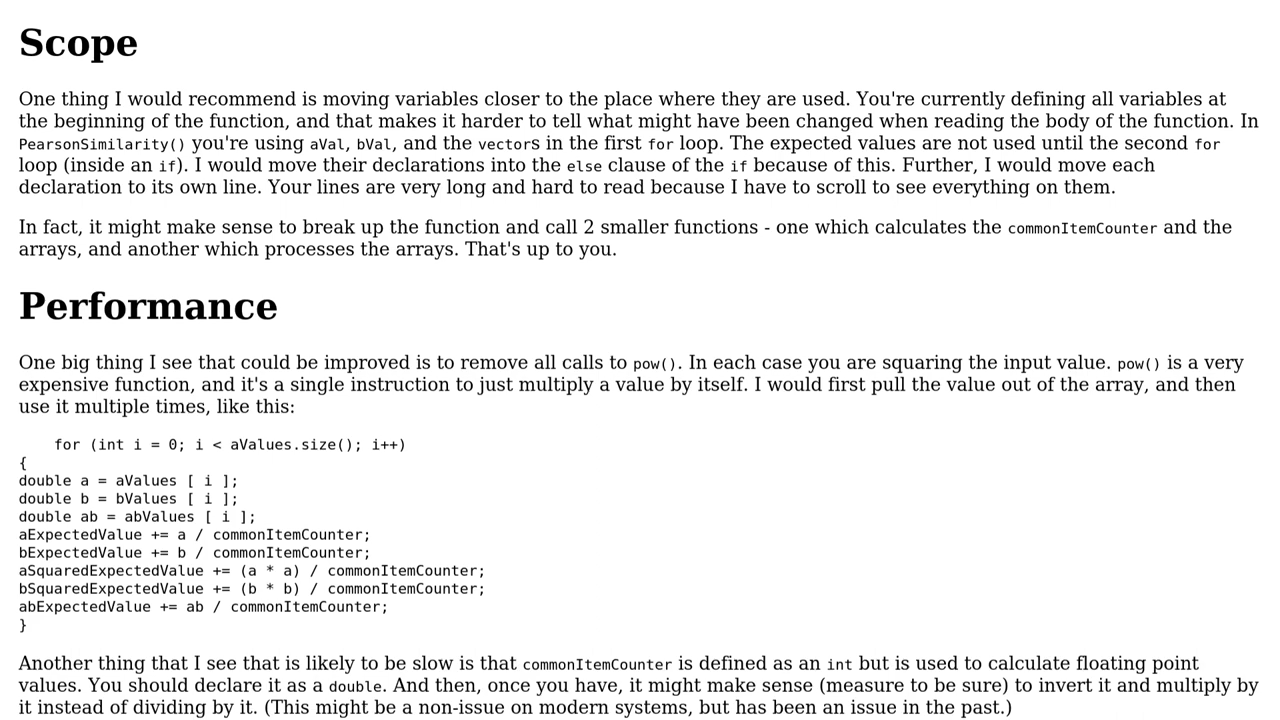 Scope
One thing I would recommend is moving variables closer to the place where they are used. You're currently defining all variables at
the beginning of the function, and that makes it harder to tell what might have been changed when reading the body of the function. In
PearsonSimilarity() you're using aVal, bVal, and the vectors in the first for loop. The expected values are not used until the second for
loop (inside an if). I would move their declarations into the else clause of the if because of this. Further, I would move each
declaration to its own line. Your lines are very long and hard to read because I have to scroll to see everything on them.
In fact, it might make sense to break up the function and call 2 smaller functions - one which calculates the commonItemCounter and the
arrays, and another which processes the arrays. That's up to you.
Performance
One big thing I see that could be improved is to remove all calls to pow(). In each case you are squaring the input value. pow() is a very
expensive function, and it's a single instruction to just multiply a value by itself. I would first pull the value out of the array, and then
use it multiple times, like this:
for (int i = 0; i < aValues.size(); i++)
{
double a = aValues [ i ];
double b = bValues [ i ];
double ab = abValues [ i ];
aExpectedValue += a / commonItemCounter;
bExpectedValue += b / commonItemCounter;
aSquaredExpectedValue += (a * a) / commonItemCounter;
bSquaredExpectedValue += (b * b) / commonItemCounter;
abExpectedValue += ab / commonItemCounter;
}
Another thing that I see that is likely to be slow is that commonItemCounter is defined as an int but is used to calculate floating point
values. You should declare it as a double. And then, once you have, it might make sense (measure to be sure) to invert it and multiply by
it instead of dividing by it. (This might be a non-issue on modern systems, but has been an issue in the past.)